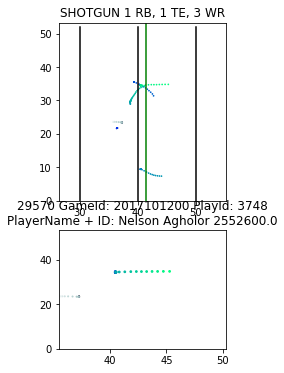 SHOTGUN 1 RB, 1 TE, 3 WR
50
40
30
20
10
0
30 40 50
29570 GameId: 2017101200 PlayId: 3748
PlayerName + ID: Nelson Agholor 2552600.0
40
20
0
40 45 50